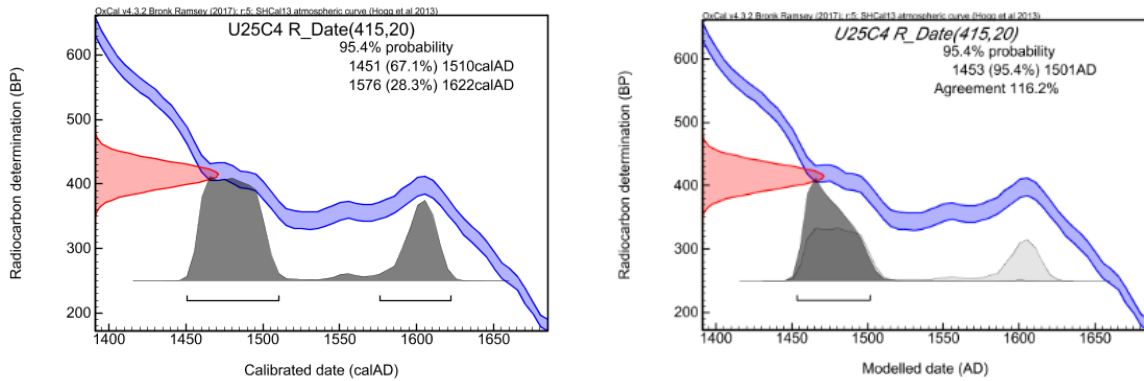 OxCal v4.3.2 Bronk Ramsey (2017); r:5; SHCal13 atmospheric curve (Hogg et al 2013)
U25C4 R_Date(415,20)
95.4% probability
1451 (67.1%) 1510calAD
1576 (28.3%) 1622calAD
Radiocarbon determination (BP)
600
500
400
300
200
1400 1450 1500 1550 1600 1650
Calibrated date (calAD)
OxCal v4.3.2 Bronk Ramsey (2017); r:5; SHCal13 atmospheric curve (Hogg et al 2013)
U25C4 R_Date(415,20)
95.4% probability
1453 (95.4%) 1501AD
Agreement 116.2%
Radiocarbon determination (BP)
600
500
400
300
200
1400 1450 1500 1550 1600 1650
Modelled date (AD)